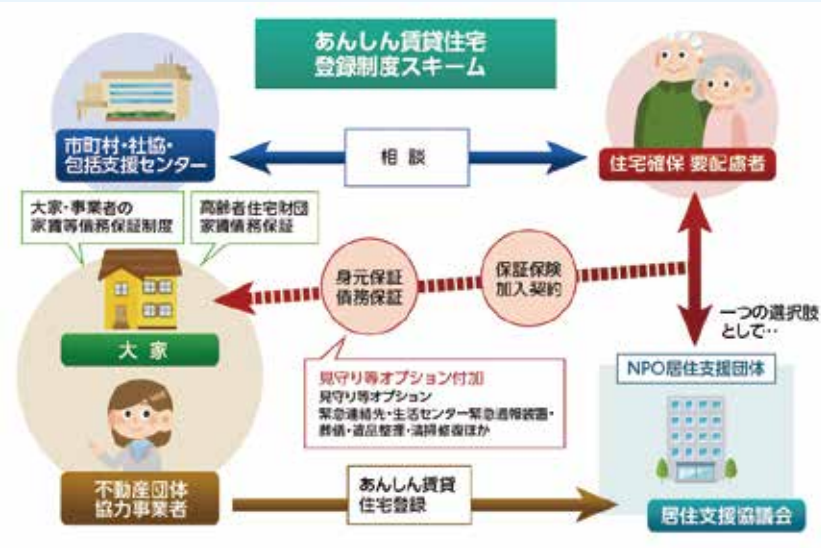 あんしん賃貸住宅
登録制度スキーム
市町村・社協・
包括支援センター
相談
住宅確保 要配慮者
大家・事業者の
家賃等債務保証制度
高齢者住宅財団
家賃債務保証
身元保証
債務保証
保証保険
加入契約
一つの選択肢
として…
大家
見守り等オプション付加
見守り等オプション
緊急連絡先・生活センター緊急通報装置・
葬儀・遺品整理・清掃修復ほか
NPO居住支援団体
不動産団体
協力事業者
あんしん賃貸
住宅登録
居住支援協議会